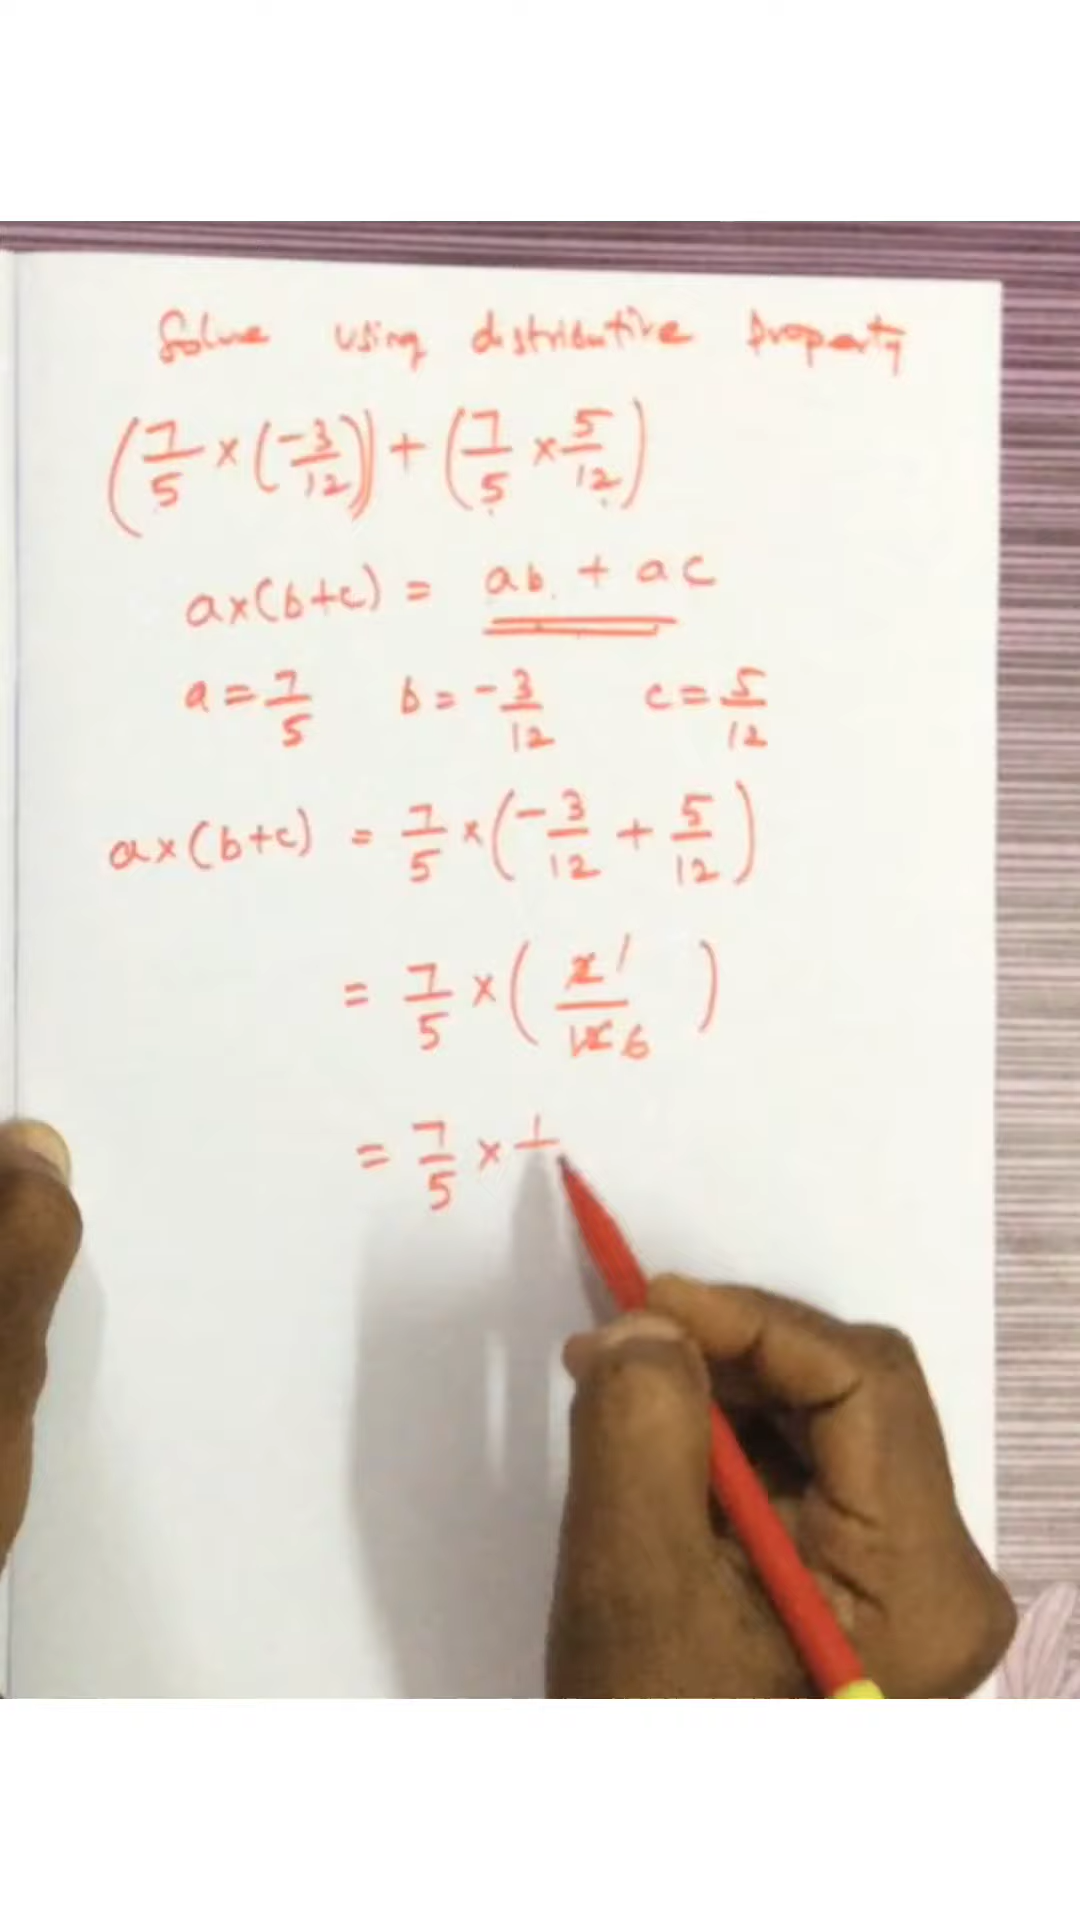 Solve using distributive Property
(7/5 × (-3/12)) + (7/5 × 5/12)
a×(b+c) = ab + ac
a = 7/5 b = -3/12 c = 5/12
a×(b+c) = 7/5 × (-3/12 + 5/12)
= 7/5 × (2 1/12 6)
= 7/5 × 1